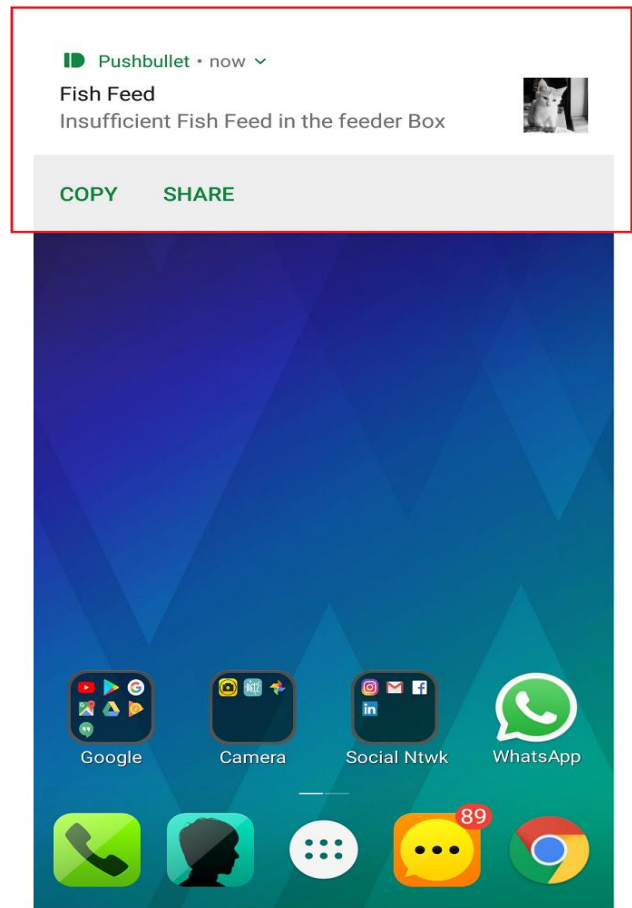 Pushbullet • now
Fish Feed
Insufficient Fish Feed in the feeder Box
COPY SHARE
Google Camera Social Ntwk WhatsApp
89